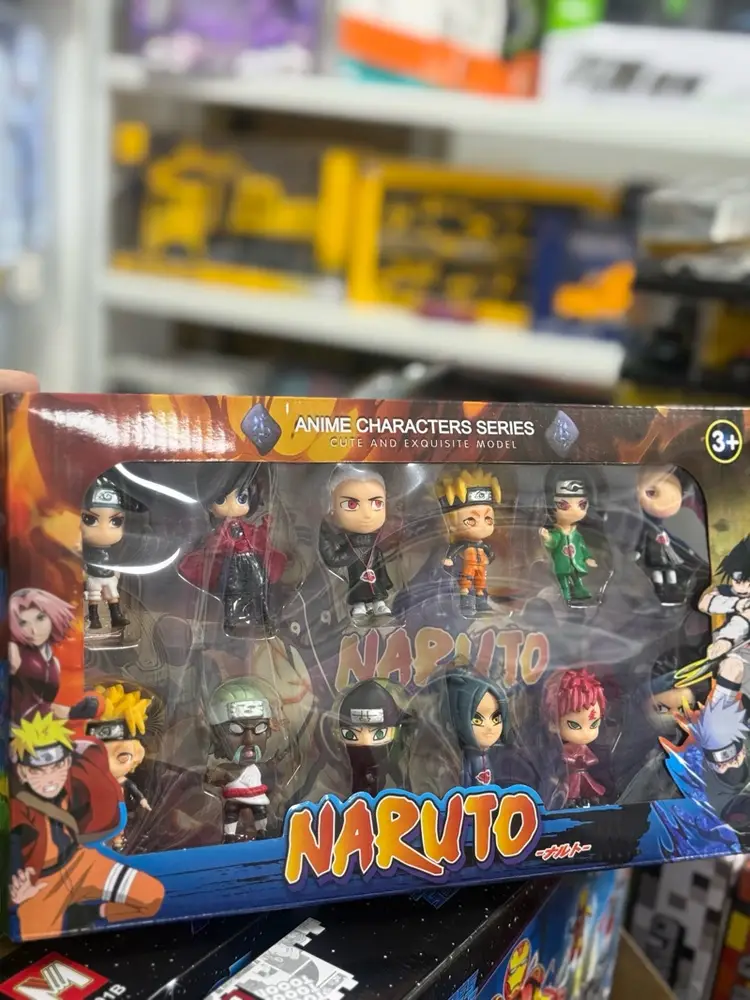 ANIME CHARACTERS SERIES
CUTE AND EXQUISITE MODEL
3+
NARUTO
NARUTO
-ナルト-
M